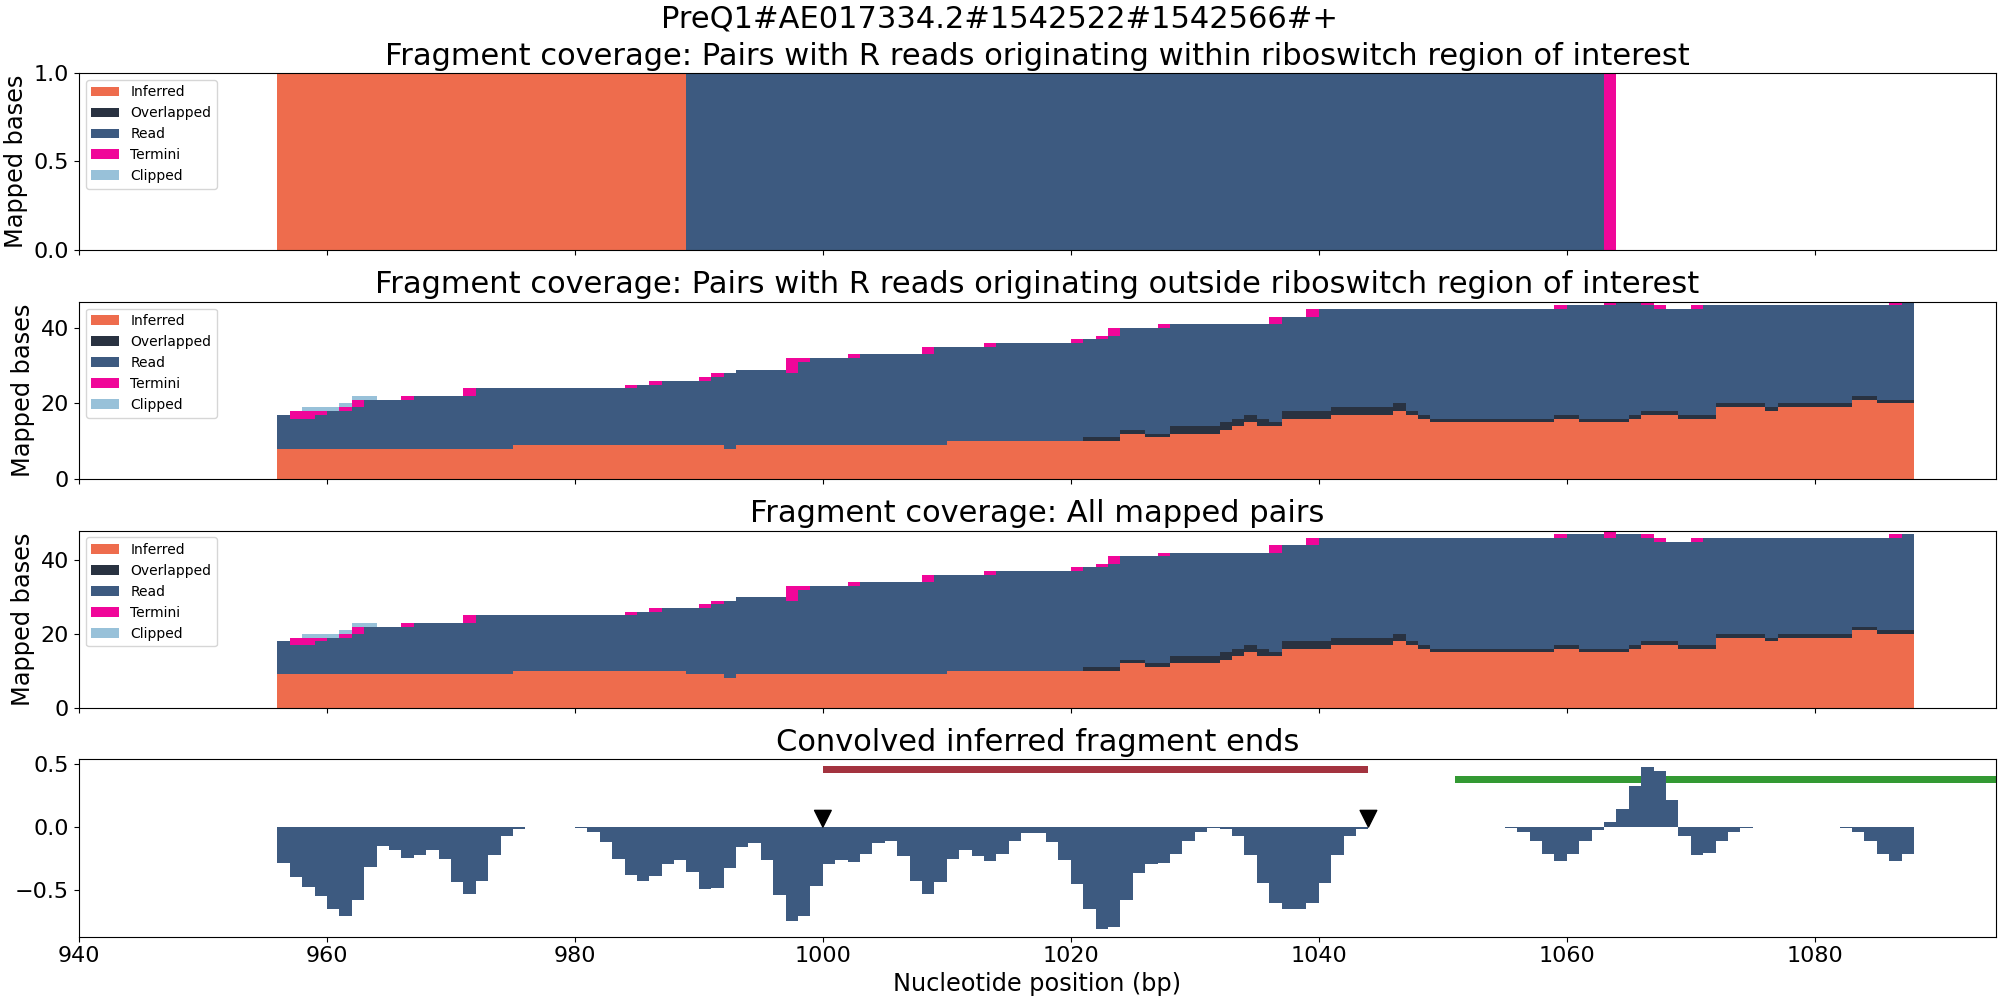 PreQ1#AE017334.2#1542522#1542566#+
Fragment coverage: Pairs with R reads originating within riboswitch region of interest
Mapped bases
1.0
0.5
0.0
Inferred
Overlapped
Read
Termini
Clipped
Fragment coverage: Pairs with R reads originating outside riboswitch region of interest
Mapped bases
40
20
0
Inferred
Overlapped
Read
Termini
Clipped
Fragment coverage: All mapped pairs
Mapped bases
40
20
0
Inferred
Overlapped
Read
Termini
Clipped
Convolved inferred fragment ends
0.5
0.0
−0.5
940 960 980 1000 1020 1040 1060 1080
Nucleotide position (bp)